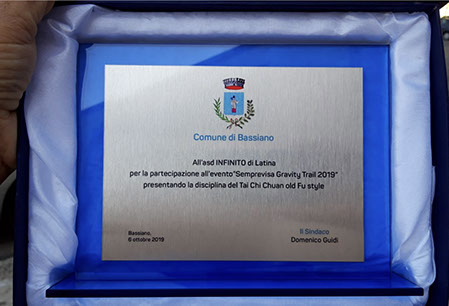 Comune di Bassiano
All'asd INFINITO di Latina
per la partecipazione all'evento"Semprevisa Gravity Trail 2019"
presentando la disciplina del Tai Chi Chuan old Fu style
Bassiano,
6 ottobre 2019
Il Sindaco
Domenico Guidi